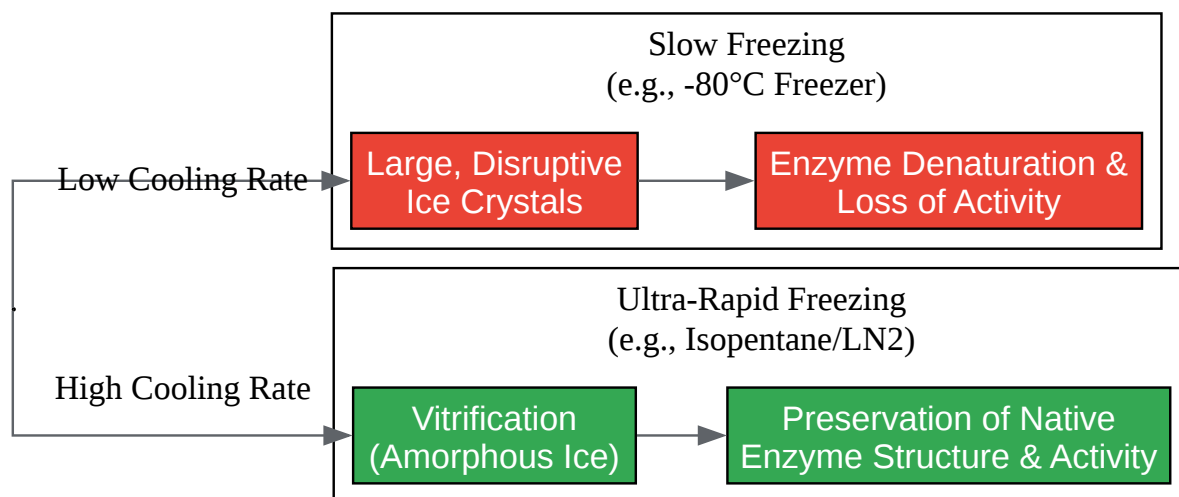 Slow Freezing
(e.g., -80°C Freezer)
Low Cooling Rate
Large, Disruptive
Ice Crystals
Enzyme Denaturation &
Loss of Activity
Ultra-Rapid Freezing
(e.g., Isopentane/LN2)
High Cooling Rate
Vitrification
(Amorphous Ice)
Preservation of Native
Enzyme Structure & Activity